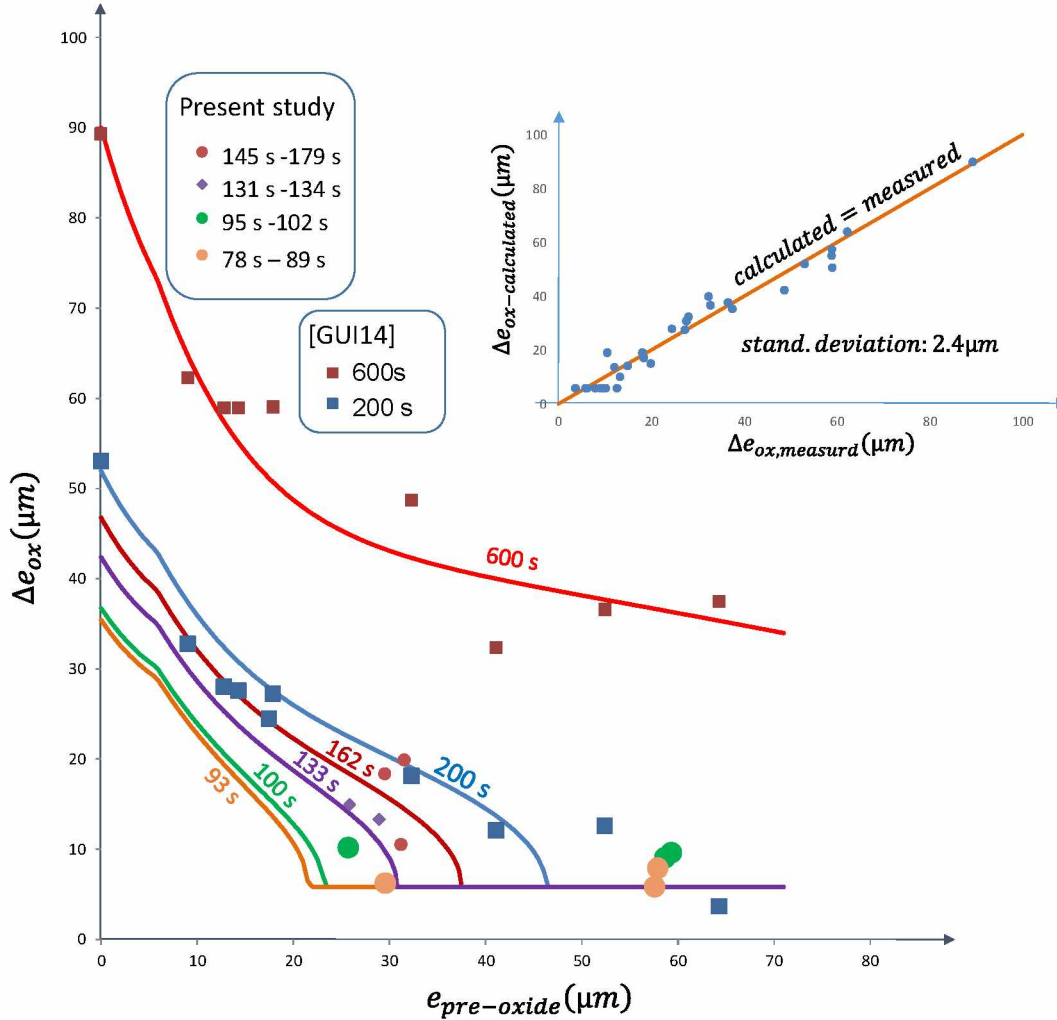 100
90
80
70
60
50
40
30
20
10
0
Δe_ox(μm)
Present study
145 s -179 s
131 s -134 s
95 s -102 s
78 s – 89 s
[GUI14]
600s
200 s
600 s
200 s
162 s
133 s
100 s
93 s
0 10 20 30 40 50 60 70 80
e_pre−oxide(μm)
100
80
60
40
20
0
Δe_ox−calculated(μm)
calculated = measured
stand. deviation: 2.4μm
0 20 40 60 80 100
Δe_ox,measurd(μm)